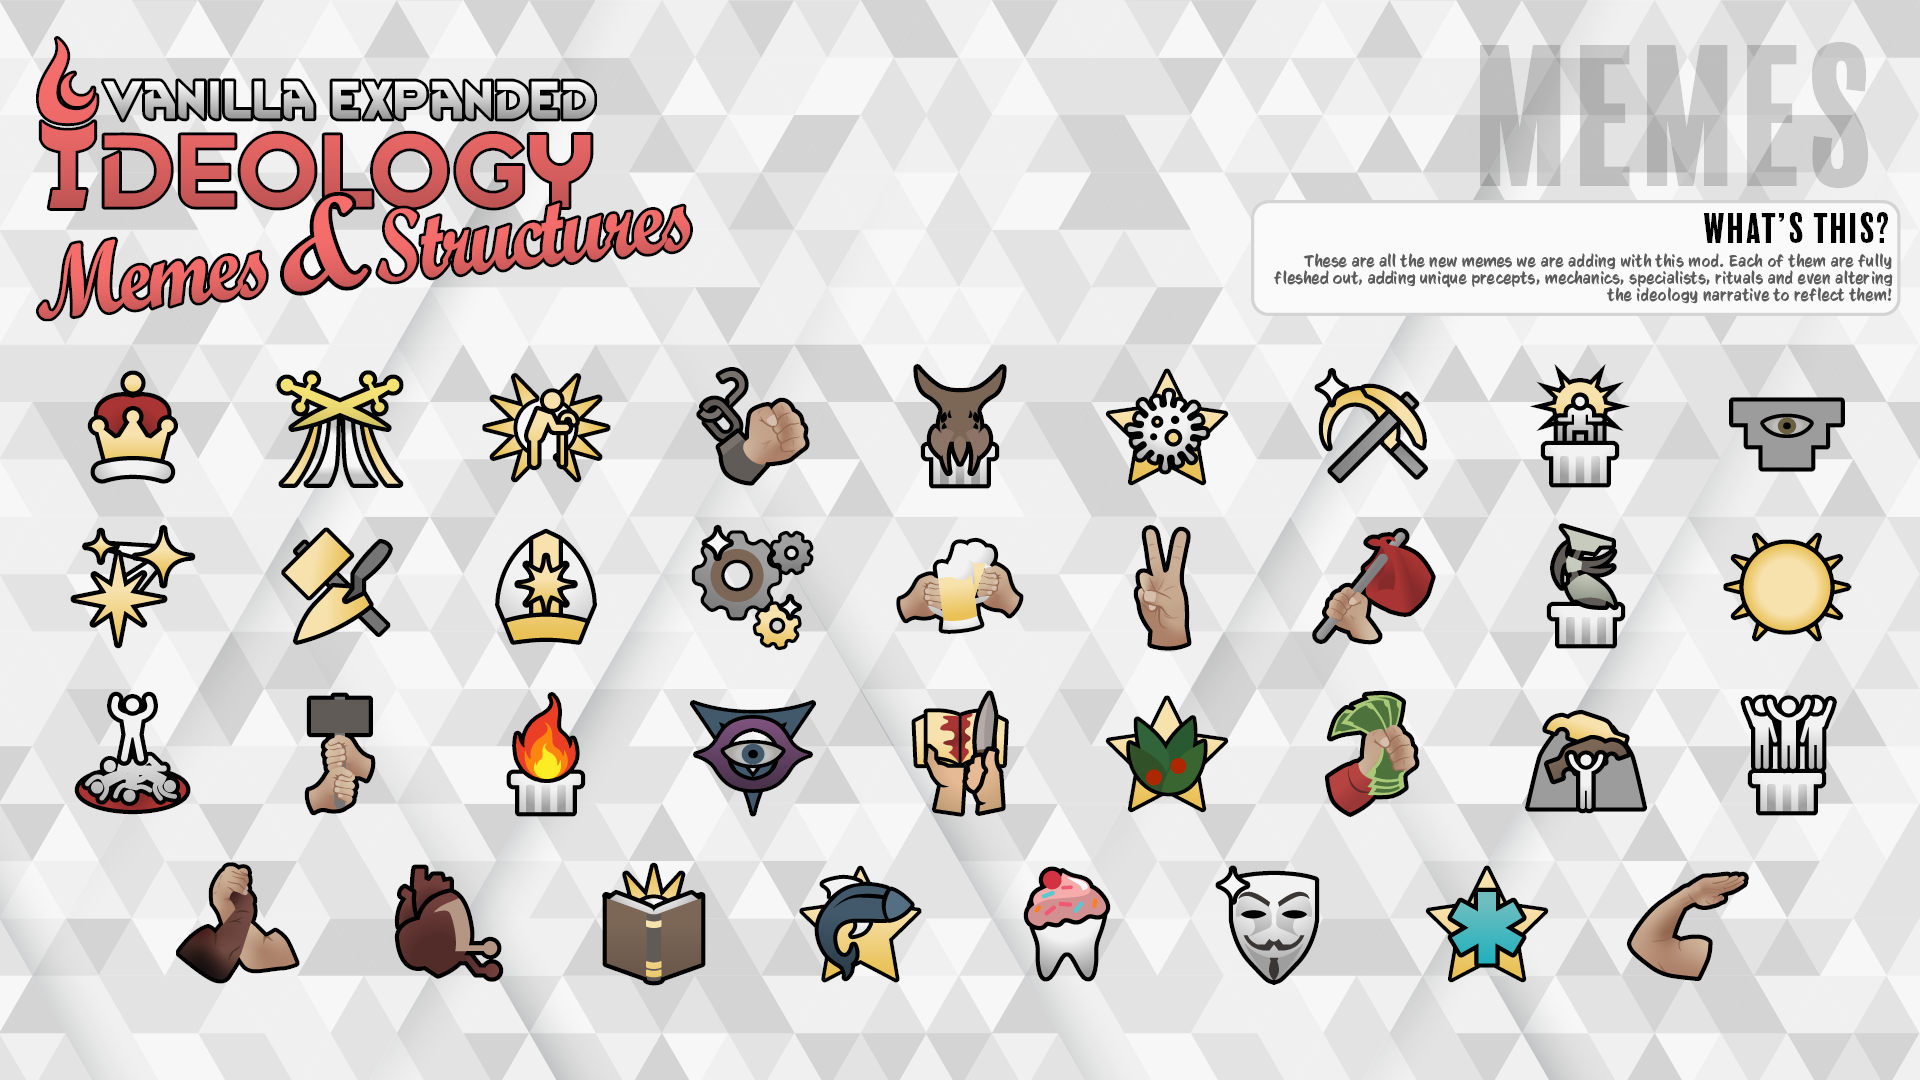 VANILLA EXPANDED
IDEOLOGY
Memes & Structures
MEMES
WHAT'S THIS?
These are all the new memes we are adding with this mod. Each of them are fully
fleshed out, adding unique precepts, mechanics, specialists, rituals and even altering
the ideology narrative to reflect them!